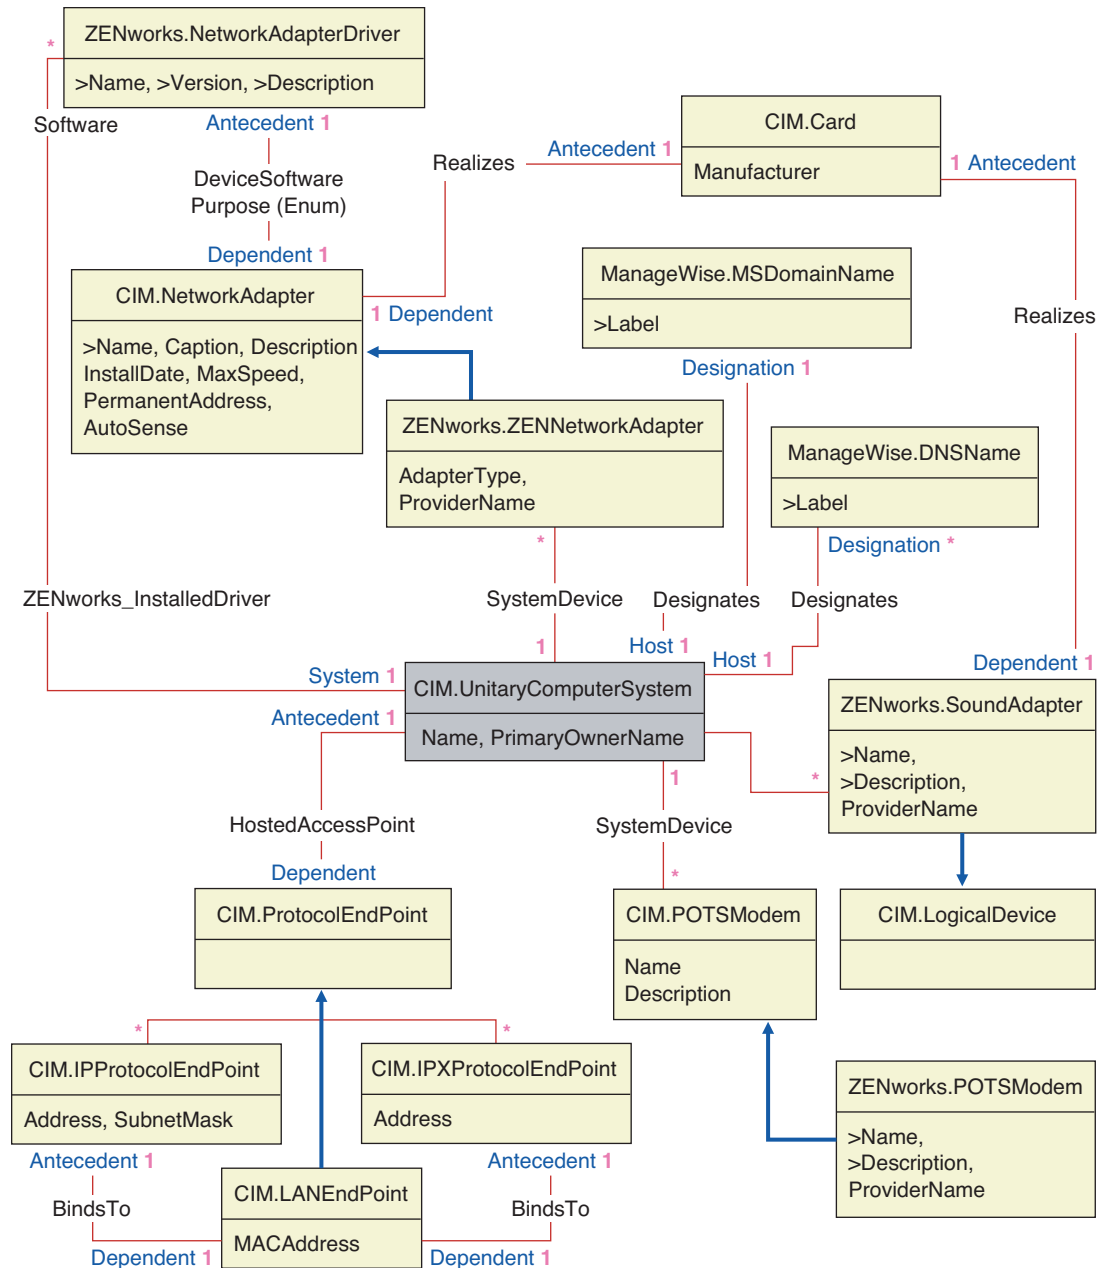 ZENworks.NetworkAdapterDriver
*
>Name, >Version, >Description
Software
Antecedent 1
DeviceSoftware
Purpose (Enum)
Dependent 1
CIM.Card
Manufacturer
Antecedent 1
Realizes
1 Antecedent
CIM.NetworkAdapter
>Name, Caption, Description
InstallDate, MaxSpeed,
PermanentAddress,
AutoSense
1 Dependent
ManageWise.MSDomainName
>Label
Designation 1
Realizes
ZENworks.ZENNetworkAdapter
AdapterType,
ProviderName
*
ManageWise.DNSName
>Label
Designation *
ZENworks_InstalledDriver
SystemDevice
Designates
Designates
1
Host 1
Host 1
Dependent 1
System 1
Antecedent 1
CIM.UnitaryComputerSystem
Name, PrimaryOwnerName
ZENworks.SoundAdapter
>Name,
>Description,
ProviderName
*
1
HostedAccessPoint
SystemDevice
Dependent
*
CIM.ProtocolEndPoint
CIM.POTSModem
Name
Description
CIM.LogicalDevice
*
*
CIM.IPProtocolEndPoint
Address, SubnetMask
CIM.IPXProtocolEndPoint
Address
ZENworks.POTSModem
>Name,
>Description,
ProviderName
Antecedent 1
Antecedent 1
BindsTo
CIM.LANEndPoint
MACAddress
BindsTo
Dependent 1
Dependent 1